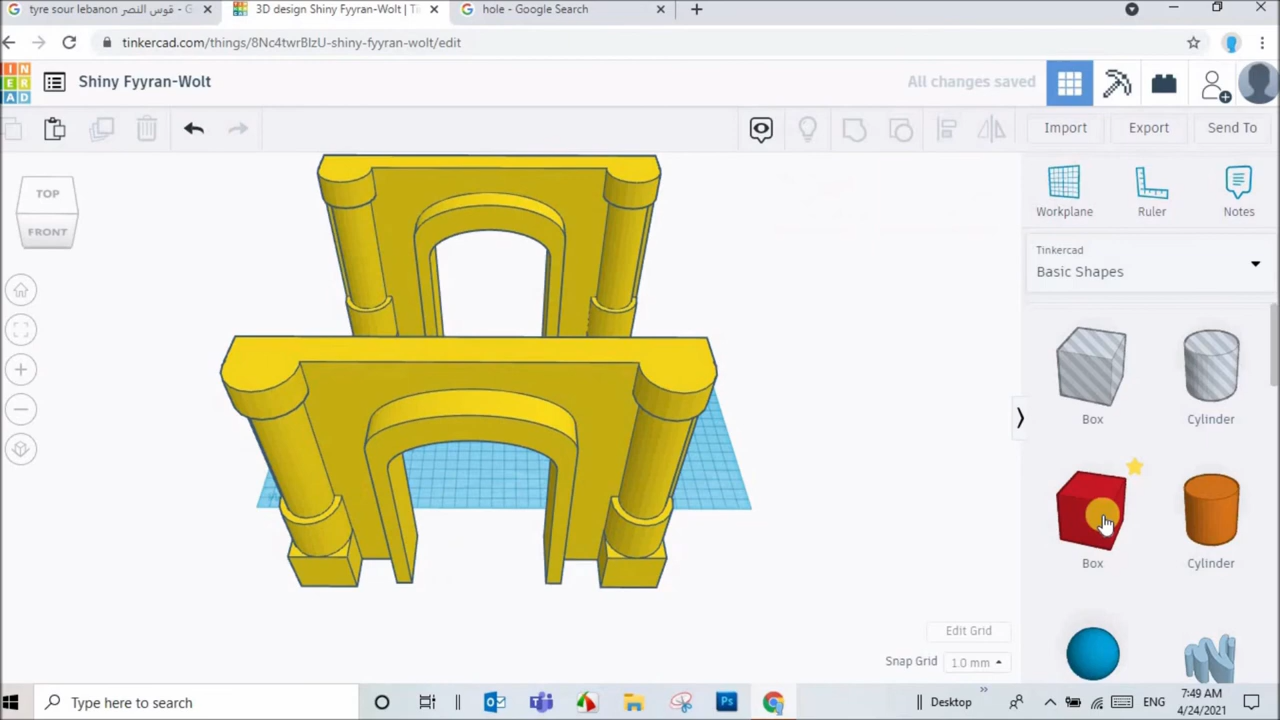 tyre sour lebanon قوس النصر - G
3D design Shiny Fyyran-Wolt | Ti
hole - Google Search
tinkercad.com/things/8Nc4twrBIzU-shiny-fyyran-wolt/edit
TIN
KER
CAD
Shiny Fyyran-Wolt
All changes saved
Import
Export
Send To
TOP
FRONT
Workplane
Ruler
Notes
Tinkercad
Basic Shapes
Box
Cylinder
Box
Cylinder
Edit Grid
Snap Grid
1.0 mm
Type here to search
Ps
Desktop
ENG
7:49 AM
4/24/2021